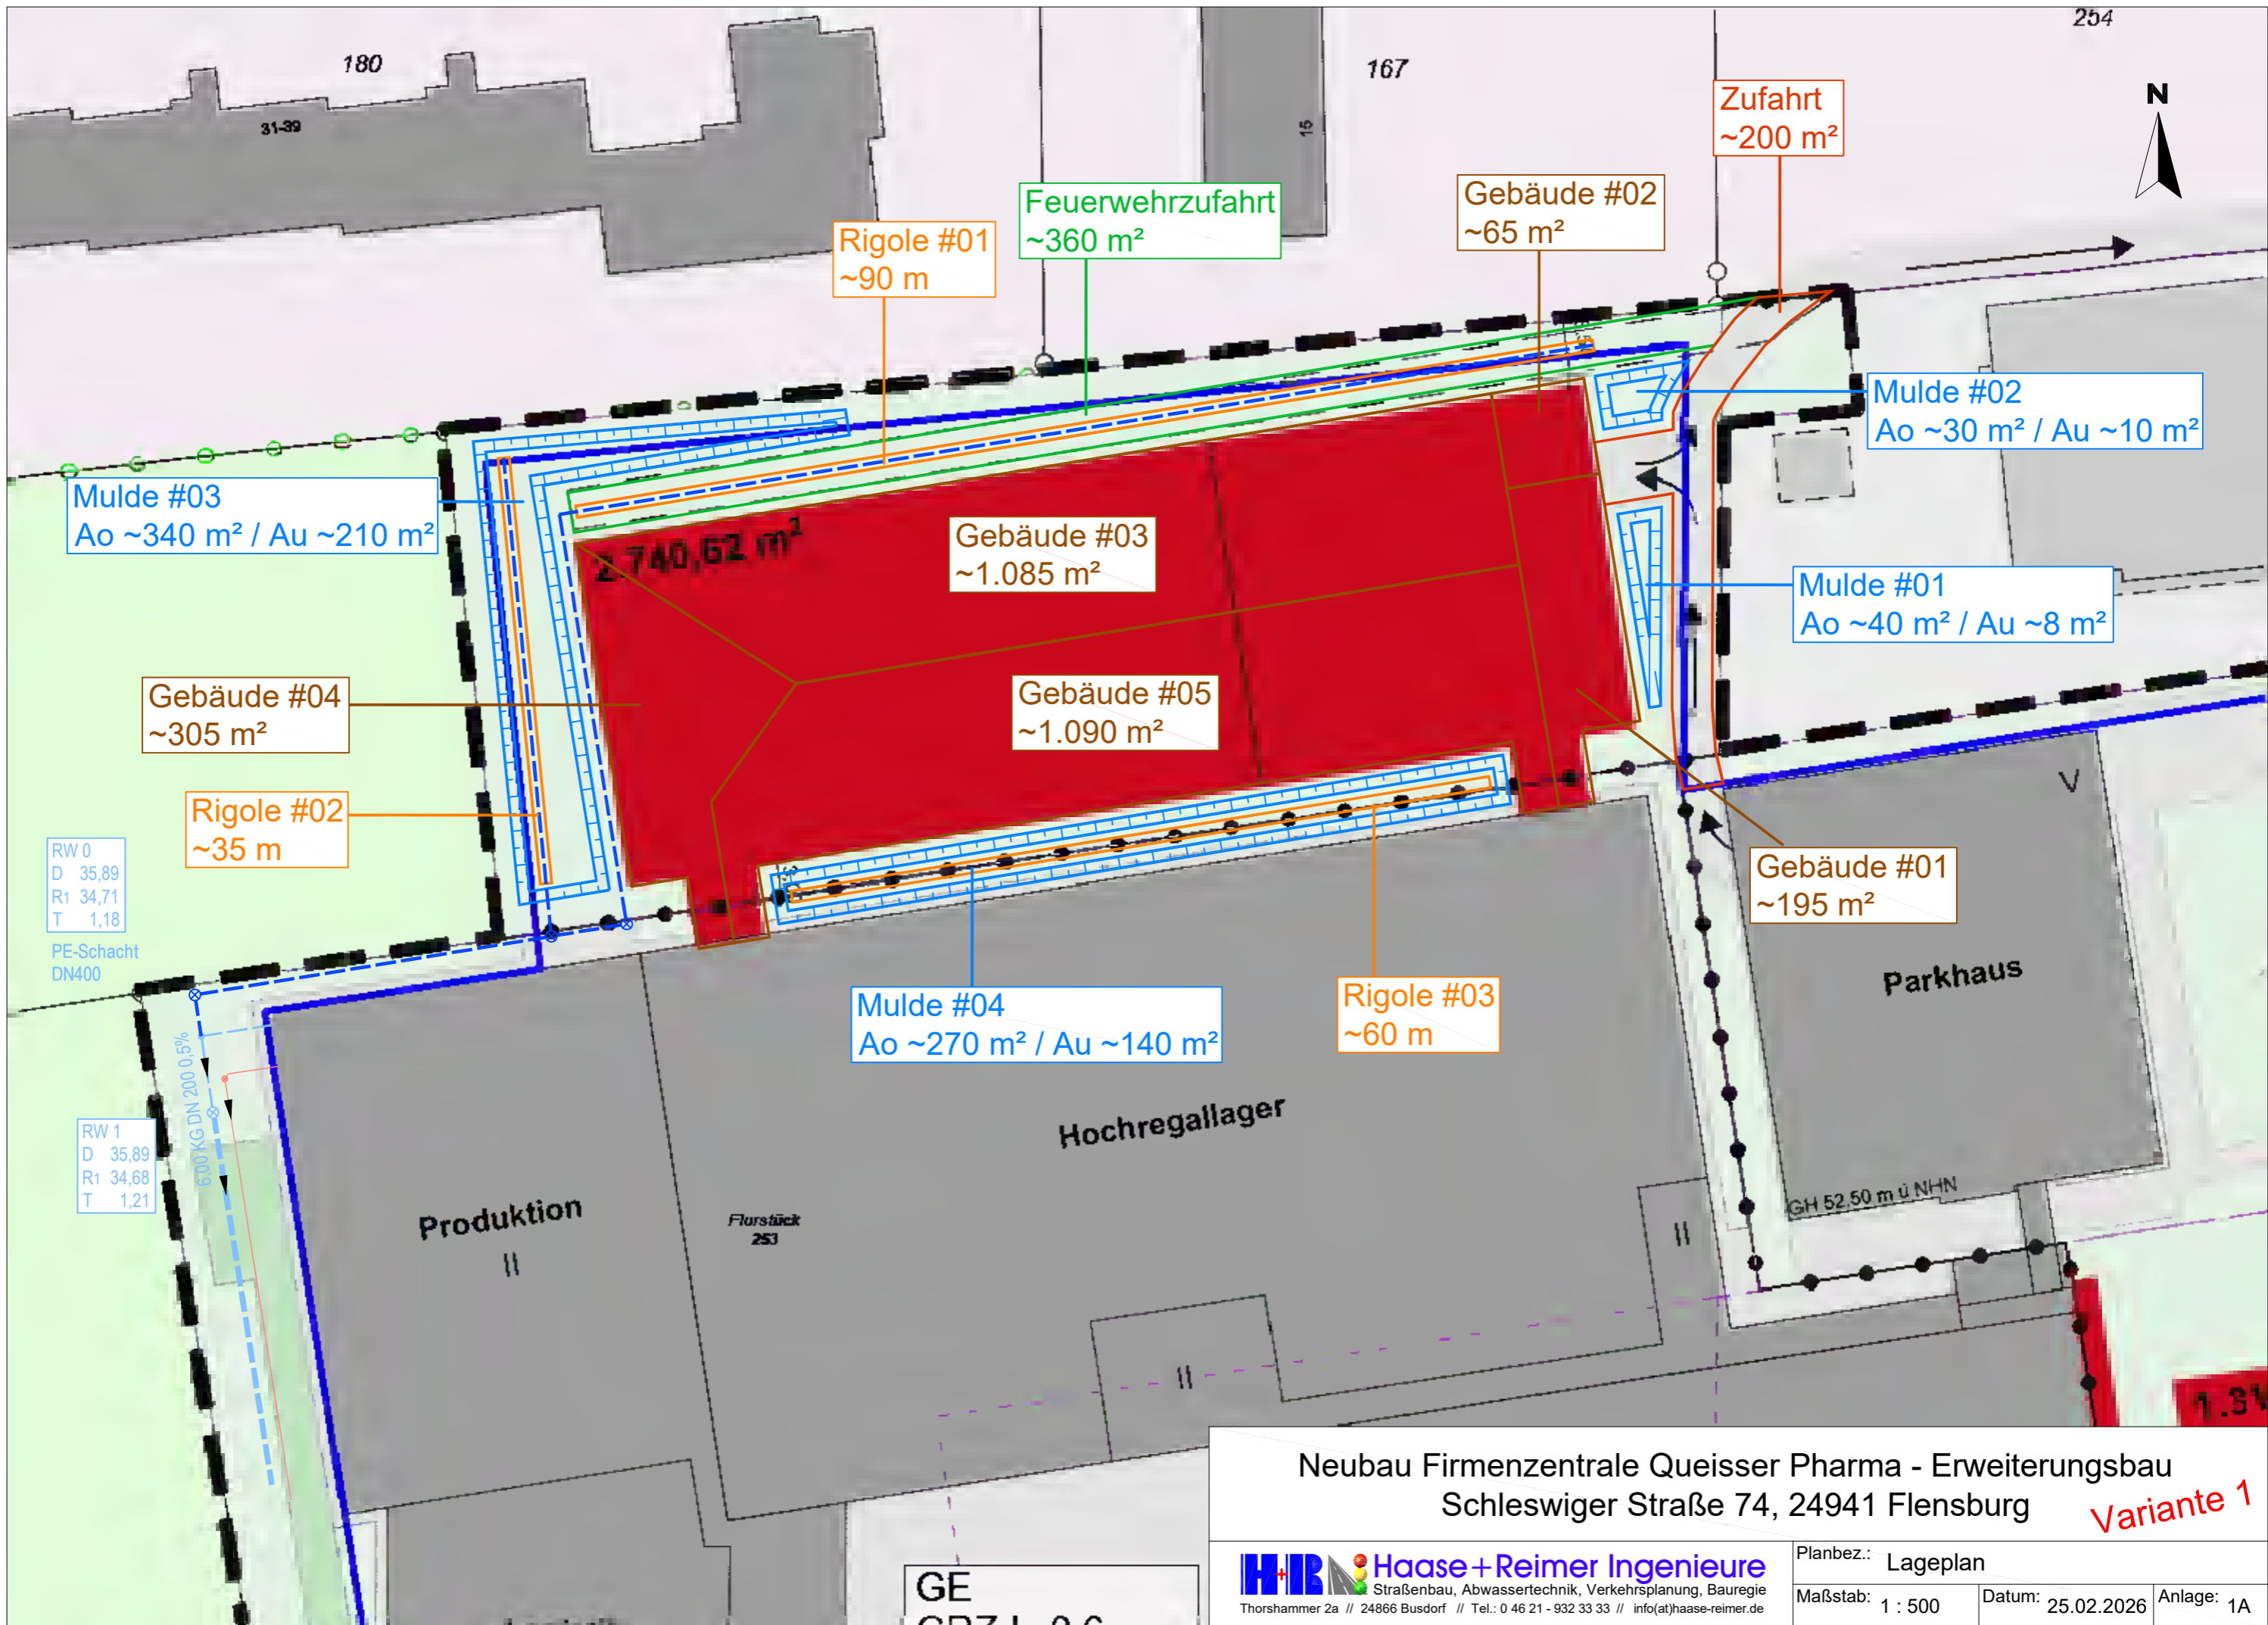 254
180
167
31-39
15
N
Zufahrt
~200 m²
Gebäude #02
~65 m²
Feuerwehrzufahrt
~360 m²
Rigole #01
~90 m
Mulde #02
Ao ~30 m² / Au ~10 m²
Mulde #03
Ao ~340 m² / Au ~210 m²
2.740,62 m²
Gebäude #03
~1.085 m²
Mulde #01
Ao ~40 m² / Au ~8 m²
Gebäude #04
~305 m²
Gebäude #05
~1.090 m²
Rigole #02
~35 m
V
RW 0
D 35,89
R1 34,71
T 1,18
PE-Schacht
DN400
Gebäude #01
~195 m²
Parkhaus
Mulde #04
Ao ~270 m² / Au ~140 m²
Rigole #03
~60 m
6,00 KG DN 200 0,5%
Hochregallager
RW 1
D 35,89
R1 34,68
T 1,21
Produktion
II
Flurstück
253
II
GH 52.50 m ü NHN
II
Neubau Firmenzentrale Queisser Pharma - Erweiterungsbau
Schleswiger Straße 74, 24941 Flensburg
Variante 1
H+R
Haase+Reimer Ingenieure
Straßenbau, Abwassertechnik, Verkehrsplanung, Bauregie
Thorshammer 2a // 24866 Busdorf // Tel.: 0 46 21 - 932 33 33 // info(at)haase-reimer.de
Planbez.: Lageplan
Maßstab: 1 : 500
Datum: 25.02.2026
Anlage: 1A
GE